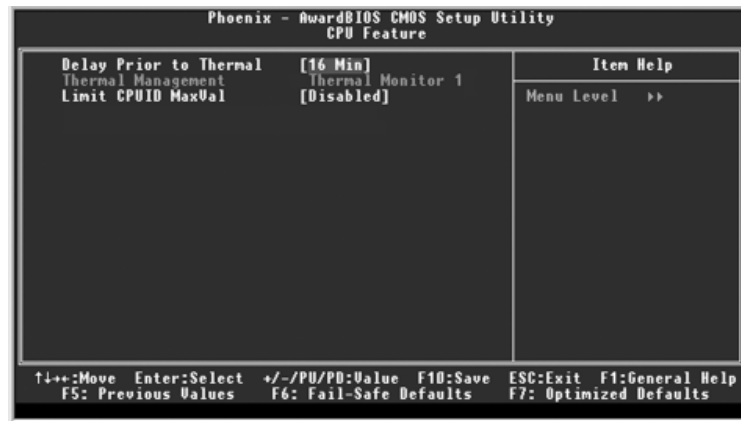 Phoenix - AwardBIOS CMOS Setup Utility
CPU Feature
Delay Prior to Thermal [16 Min]
Thermal Management Thermal Monitor 1
Limit CPUID MaxVal [Disabled]
Item Help
Menu Level ▸▸
↑↓→←:Move Enter:Select +/-/PU/PD:Value F10:Save ESC:Exit F1:General Help
F5: Previous Values F6: Fail-Safe Defaults F7: Optimized Defaults